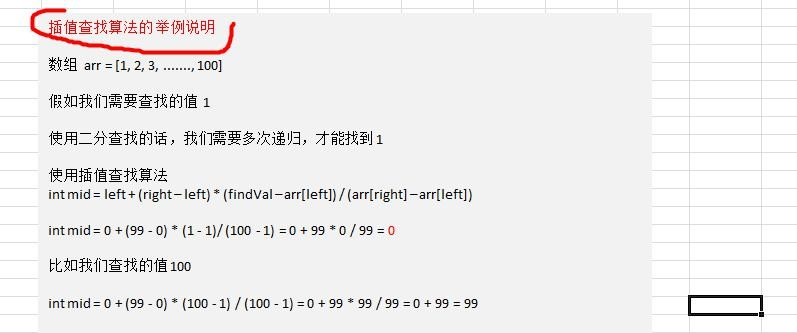 插值查找算法的举例说明
数组 arr = [1, 2, 3, ......., 100]
假如我们需要查找的值 1
使用二分查找的话，我们需要多次递归，才能找到 1
使用插值查找算法
int mid = left + (right – left) * (findVal – arr[left]) / (arr[right] – arr[left])
int mid = 0 + (99 - 0) * (1 - 1)/ (100 - 1) = 0 + 99 * 0 / 99 = 0
比如我们查找的值 100
int mid = 0 + (99 - 0) * (100 - 1) / (100 - 1) = 0 + 99 * 99 / 99 = 0 + 99 = 99